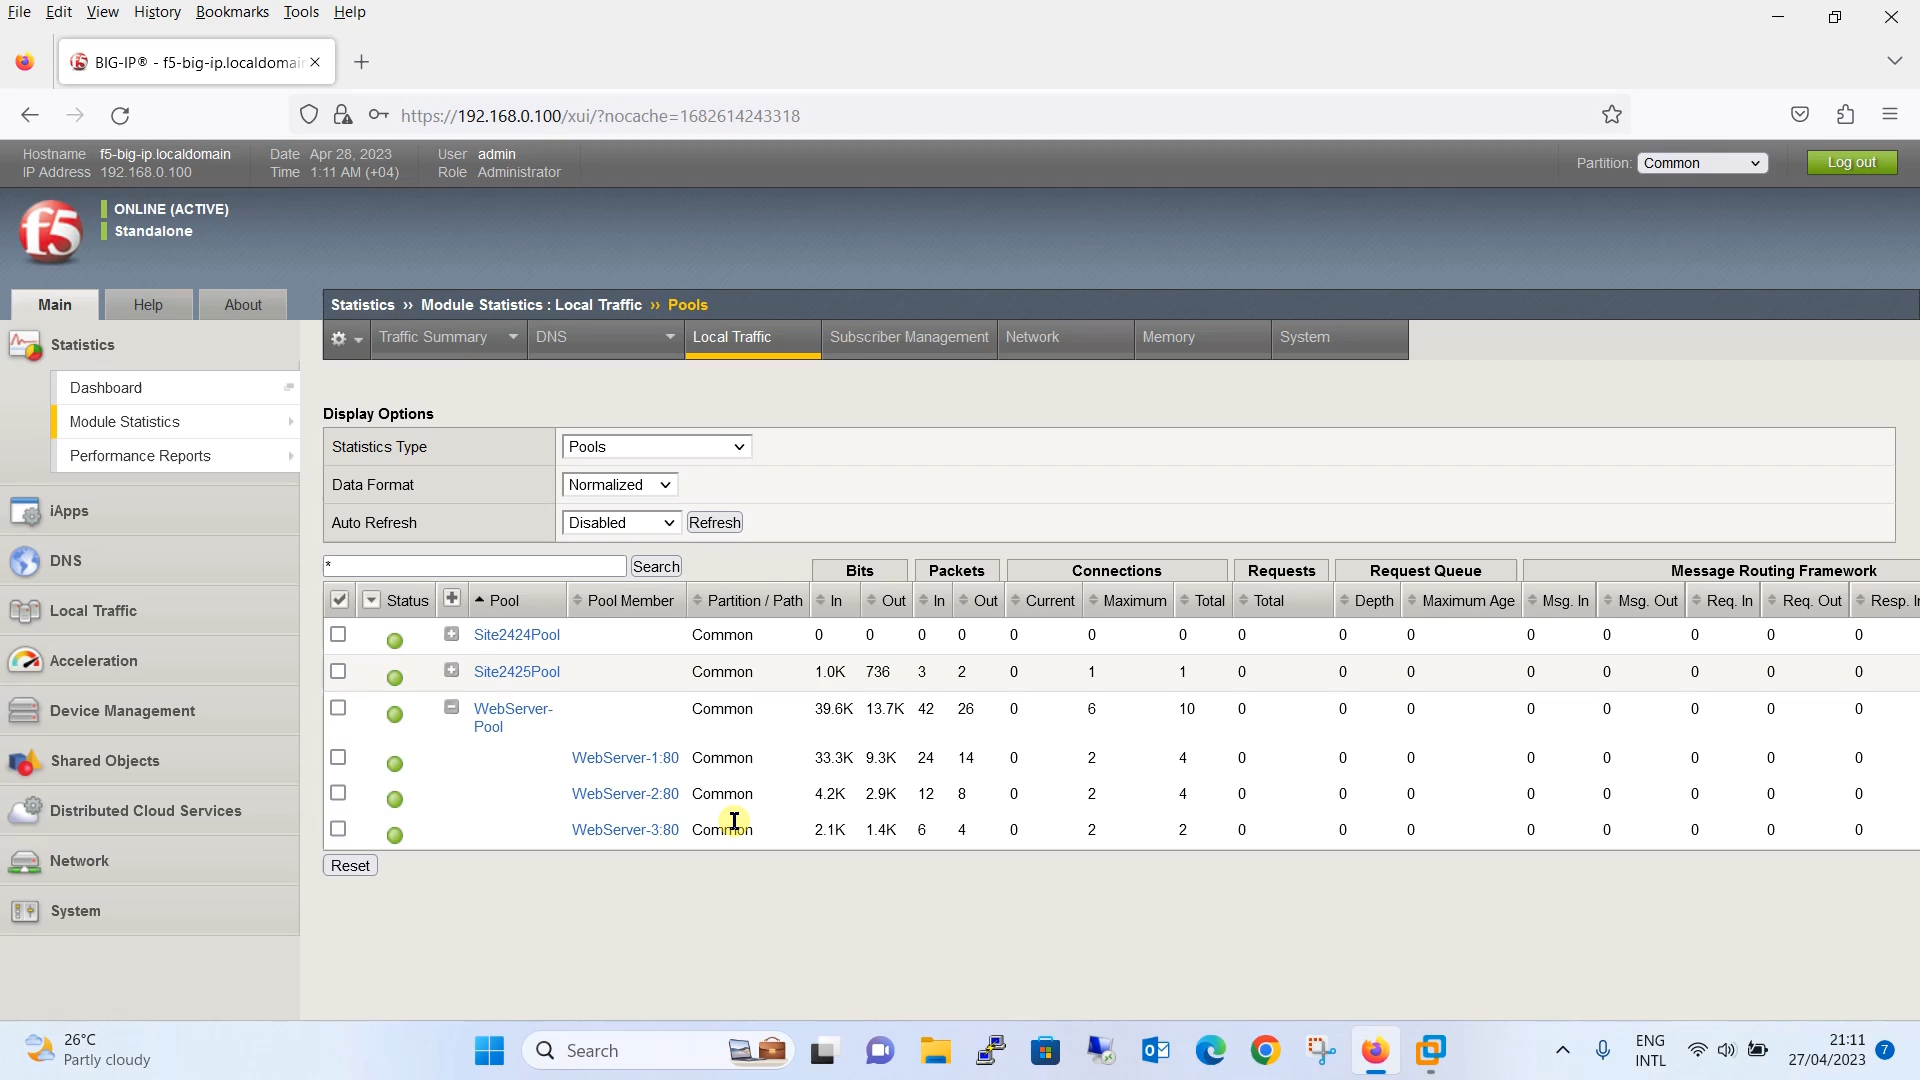 File Edit View History Bookmarks Tools Help
BIG-IP® - f5-big-ip.localdomai
https://192.168.0.100/xui/?nocache=1682614243318
Hostname f5-big-ip.localdomain Date Apr 28, 2023 User admin
IP Address 192.168.0.100 Time 1:11 AM (+04) Role Administrator
Partition: Common Log out
f5
ONLINE (ACTIVE)
Standalone
Main Help About
Statistics
Dashboard
Module Statistics
Performance Reports
iApps
DNS
Local Traffic
Acceleration
Device Management
Shared Objects
Distributed Cloud Services
Network
System
Statistics ›› Module Statistics : Local Traffic ›› Pools
Traffic Summary DNS Local Traffic Subscriber Management Network Memory System
Display Options
Statistics Type Pools
Data Format Normalized
Auto Refresh Disabled Refresh
* Search
Bits Packets Connections Requests Request Queue Message Routing Framework
Status Pool Pool Member Partition / Path In Out In Out Current Maximum Total Total Depth Maximum Age Msg. In Msg. Out Req. In Req. Out Resp. I
Site2424Pool Common 0 0 0 0 0 0 0 0 0 0 0 0 0 0 0
Site2425Pool Common 1.0K 736 3 2 0 1 1 0 0 0 0 0 0 0 0
WebServer- Common 39.6K 13.7K 42 26 0 6 10 0 0 0 0 0 0 0 0
Pool
WebServer-1:80 Common 33.3K 9.3K 24 14 0 2 4 0 0 0 0 0 0 0 0
WebServer-2:80 Common 4.2K 2.9K 12 8 0 2 4 0 0 0 0 0 0 0 0
WebServer-3:80 Common 2.1K 1.4K 6 4 0 2 2 0 0 0 0 0 0 0 0
Reset
26°C
Partly cloudy
Search
ENG
INTL
21:11
27/04/2023
7